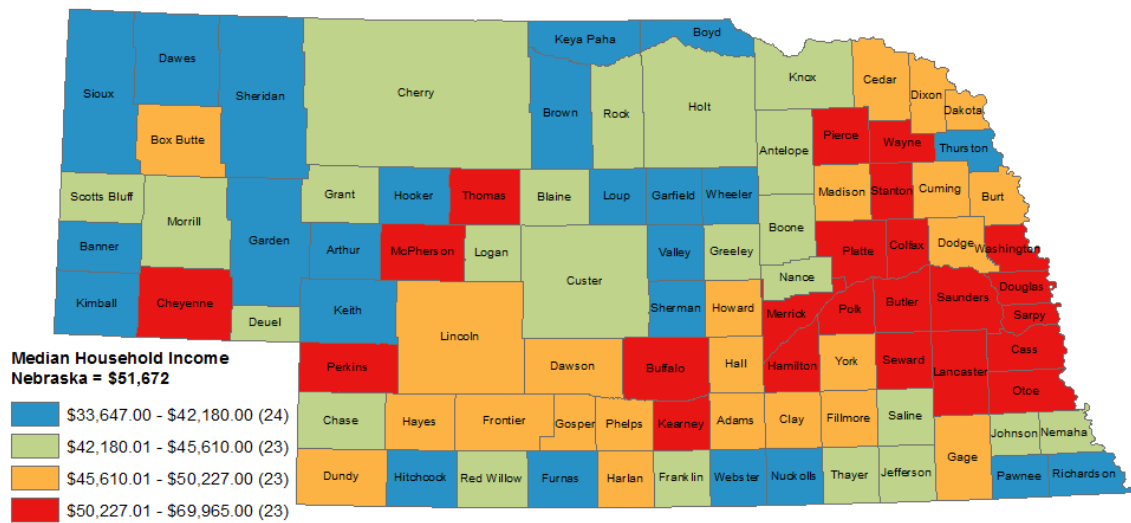 Keya Paha
Boyd
Dawes
Knox
Cedar
Sioux
Sheridan
Cherry
Dixon
Holt
Brown
Rock
Dakota
Box Butte
Pierce
Wayne
Thurston
Antelope
Scotts Bluff
Grant
Hooker
Thomas
Blaine
Loup
Garfield
Wheeler
Madison
Stanton
Cuming
Burt
Morrill
Boone
Banner
Garden
Arthur
McPherson
Logan
Valley
Greeley
Platte
Colfax
Dodge
Washington
Custer
Nance
Kimball
Cheyenne
Keith
Sherman
Howard
Merrick
Polk
Butler
Saunders
Douglas
Sarpy
Deuel
Lincoln
Median Household Income
Nebraska = $51,672
Perkins
Dawson
Buffalo
Hall
Hamilton
York
Seward
Lancaster
Cass
Otoe
$33,647.00 - $42,180.00 (24)
$42,180.01 - $45,610.00 (23)
$45,610.01 - $50,227.00 (23)
$50,227.01 - $69,965.00 (23)
Chase
Hayes
Frontier
Gosper
Phelps
Kearney
Adams
Clay
Fillmore
Saline
Johnson
Nemaha
Gage
Dundy
Hitchcock
Red Willow
Furnas
Harlan
Franklin
Webster
Nuckolls
Thayer
Jefferson
Pawnee
Richardson